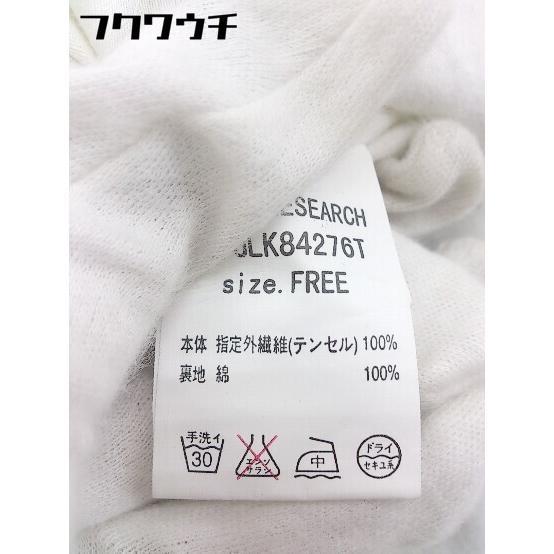 フクワウチ
ESEARCH
LK84276T
size.FREE
本体 指定外繊維(テンセル) 100%
裏地 綿 100%
手洗イ
30
エンソ
サラシ
中
ドライ
セキユ系